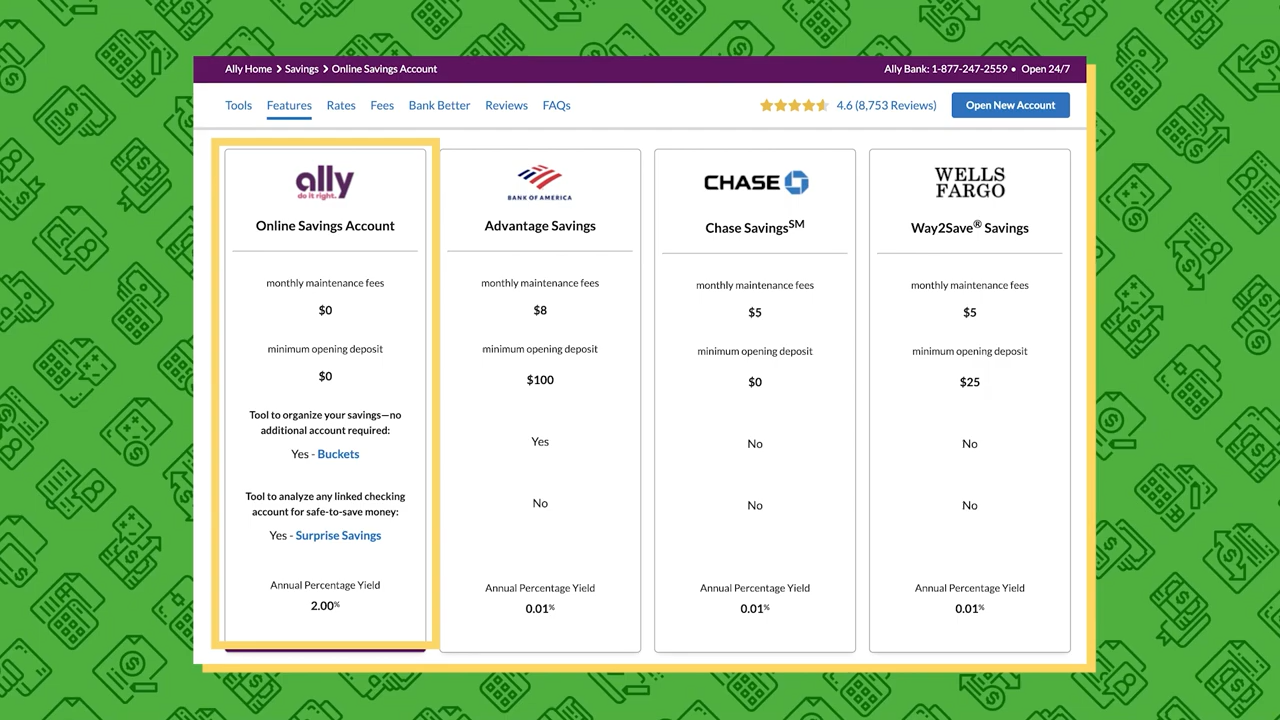 Ally Home > Savings > Online Savings Account
Ally Bank: 1-877-247-2559 • Open 24/7
Tools Features Rates Fees Bank Better Reviews FAQs
4.6 (8,753 Reviews)
Open New Account
ally
do it right.
Online Savings Account
monthly maintenance fees
$0
minimum opening deposit
$0
Tool to organize your savings—no
additional account required:
Yes - Buckets
Tool to analyze any linked checking
account for safe-to-save money:
Yes - Surprise Savings
Annual Percentage Yield
2.00%
BANK OF AMERICA
Advantage Savings
monthly maintenance fees
$8
minimum opening deposit
$100
Yes
No
Annual Percentage Yield
0.01%
CHASE
Chase Savings℠
monthly maintenance fees
$5
minimum opening deposit
$0
No
No
Annual Percentage Yield
0.01%
WELLS
FARGO
Way2Save® Savings
monthly maintenance fees
$5
minimum opening deposit
$25
No
No
Annual Percentage Yield
0.01%